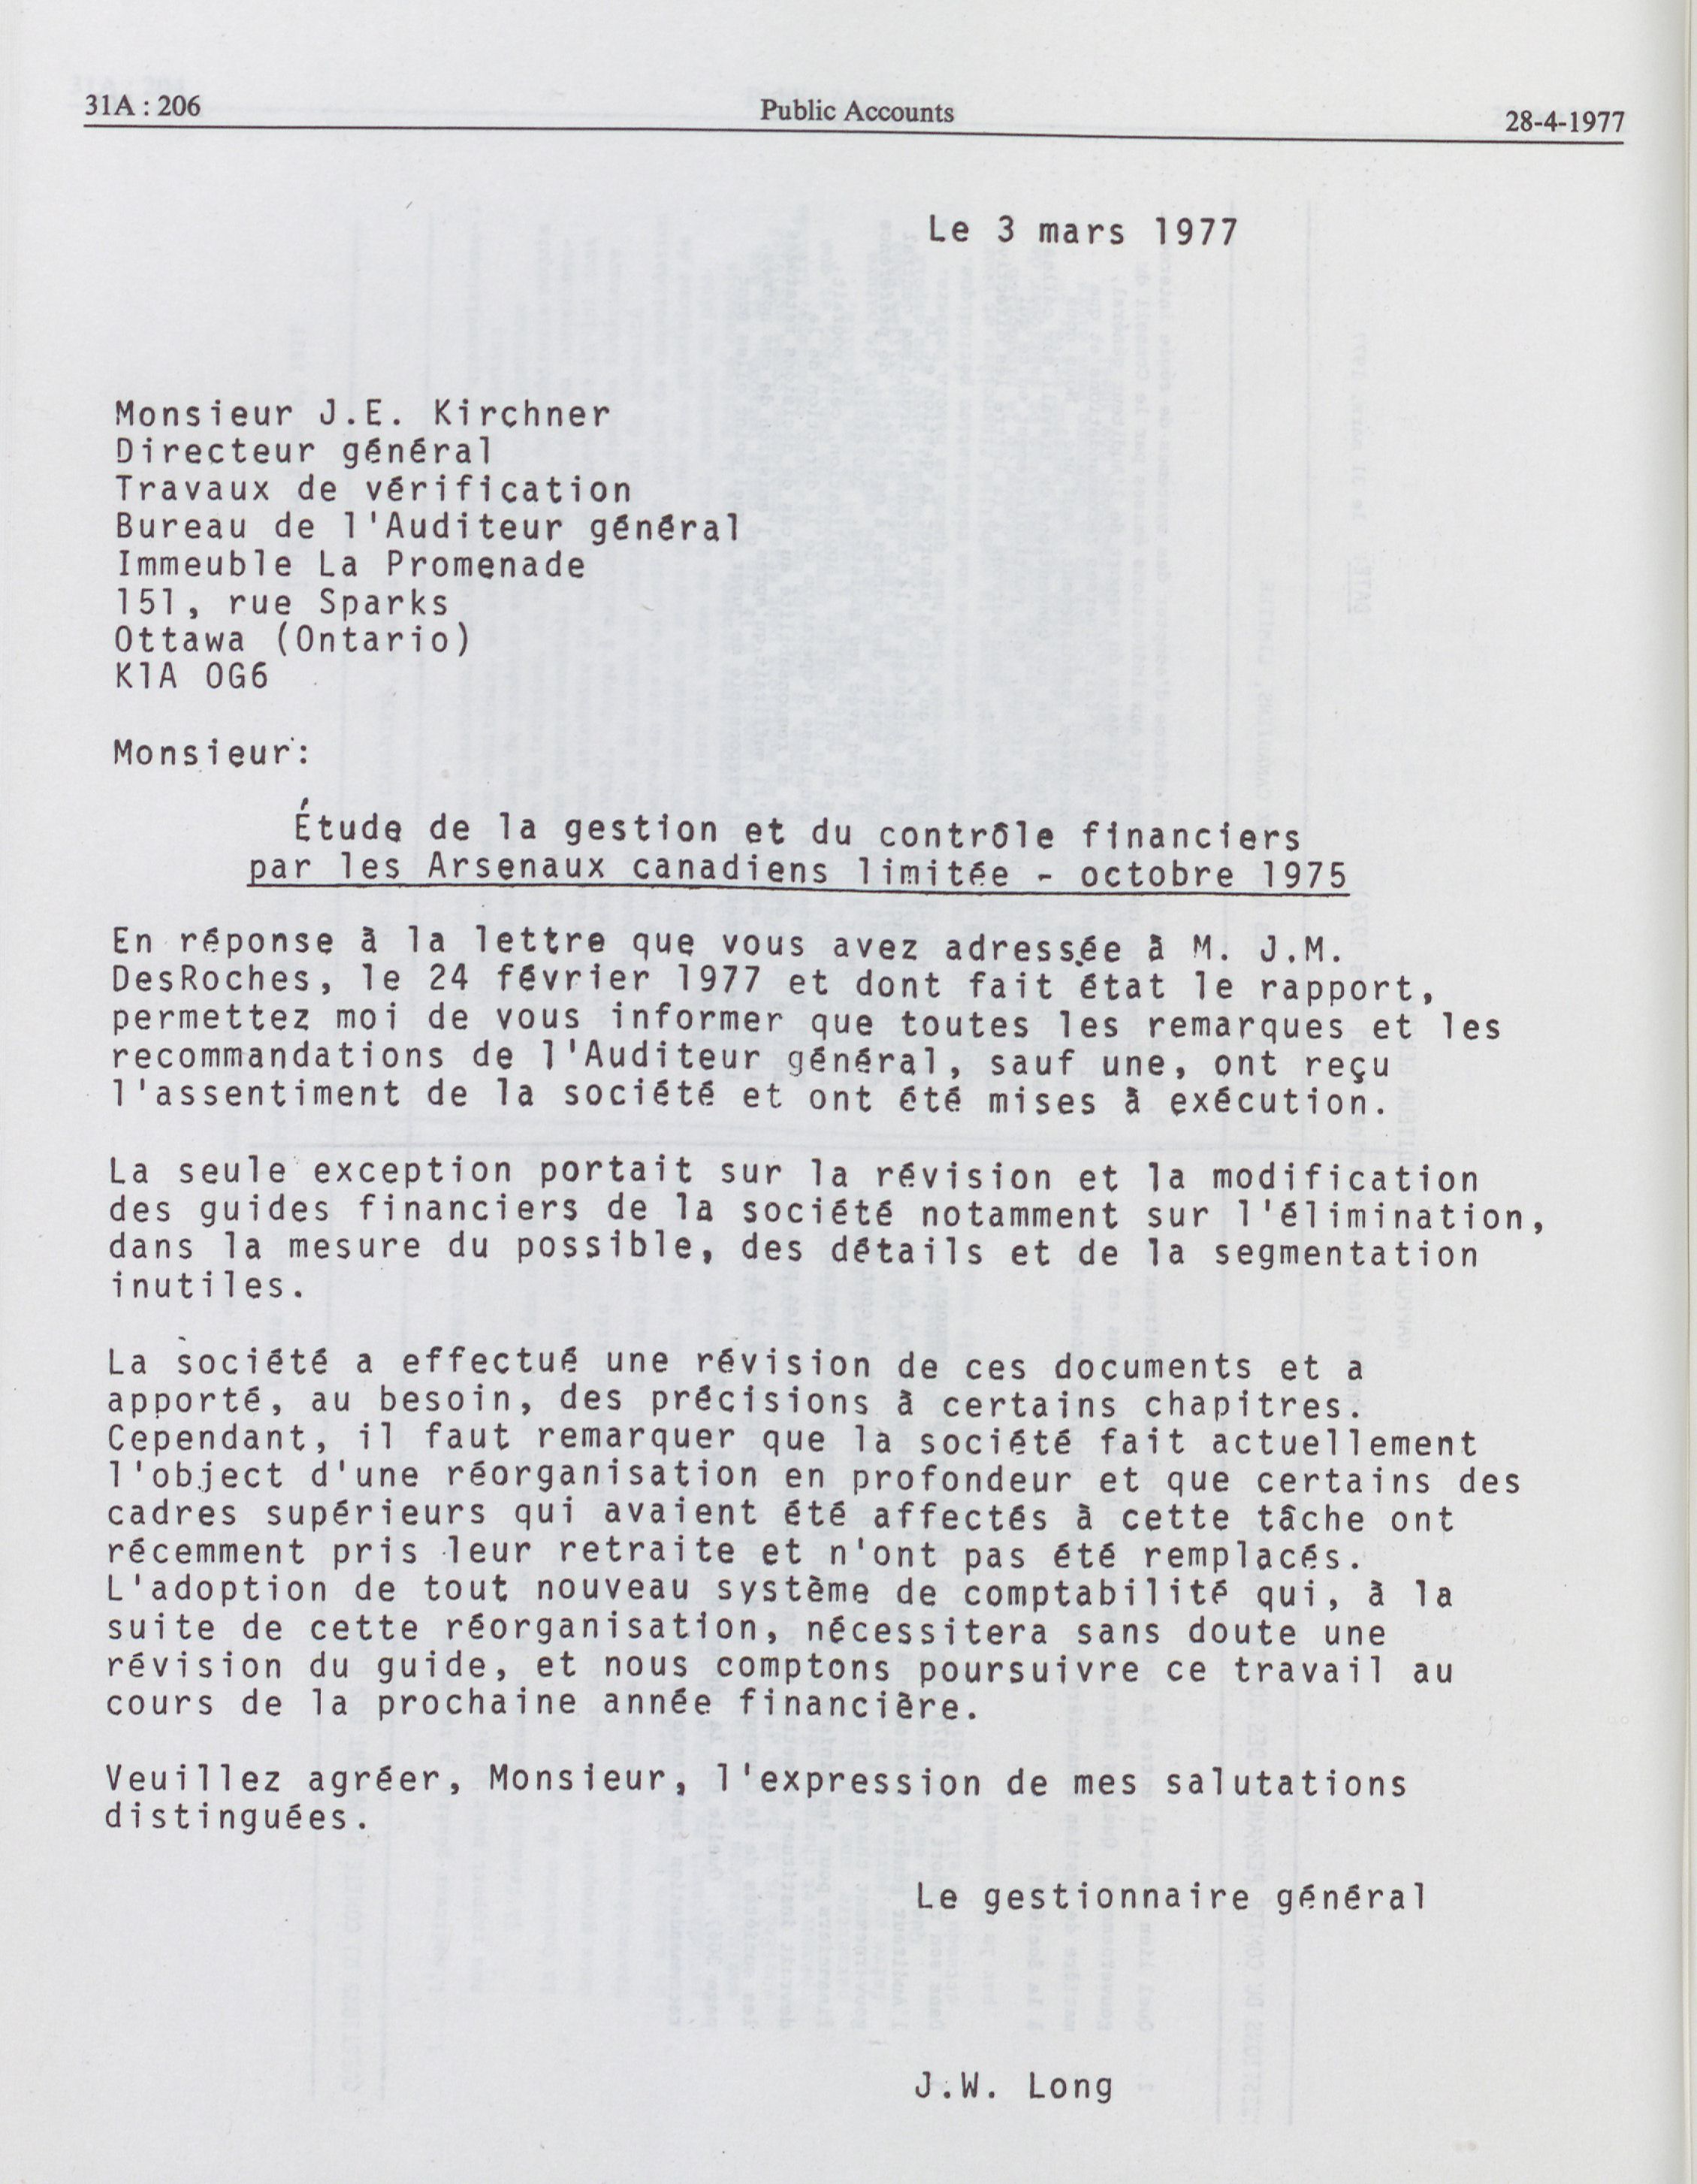 31A : 206 Public Accounts 28-4-1977
Le 3 mars 1977
Monsieur J.E. Kirchner
Directeur général
Travaux de vérification
Bureau de l'Auditeur général
Immeuble La Promenade
151, rue Sparks
Ottawa (Ontario)
K1A 0G6
Monsieur:
Étude de la gestion et du contrôle financiers
par les Arsenaux canadiens limitée - octobre 1975
En réponse à la lettre que vous avez adressée à M. J.M.
DesRoches, le 24 février 1977 et dont fait état le rapport,
permettez moi de vous informer que toutes les remarques et les
recommandations de l'Auditeur général, sauf une, ont reçu
l'assentiment de la société et ont été mises à exécution.
La seule exception portait sur la révision et la modification
des guides financiers de la société notamment sur l'élimination,
dans la mesure du possible, des détails et de la segmentation
inutiles.
La société a effectué une révision de ces documents et a
apporté, au besoin, des précisions à certains chapitres.
Cependant, il faut remarquer que la société fait actuellement
l'object d'une réorganisation en profondeur et que certains des
cadres supérieurs qui avaient été affectés à cette tâche ont
récemment pris leur retraite et n'ont pas été remplacés.
L'adoption de tout nouveau système de comptabilité qui, à la
suite de cette réorganisation, nécessitera sans doute une
révision du guide, et nous comptons poursuivre ce travail au
cours de la prochaine année financière.
Veuillez agréer, Monsieur, l'expression de mes salutations
distinguées.
Le gestionnaire général
J.W. Long